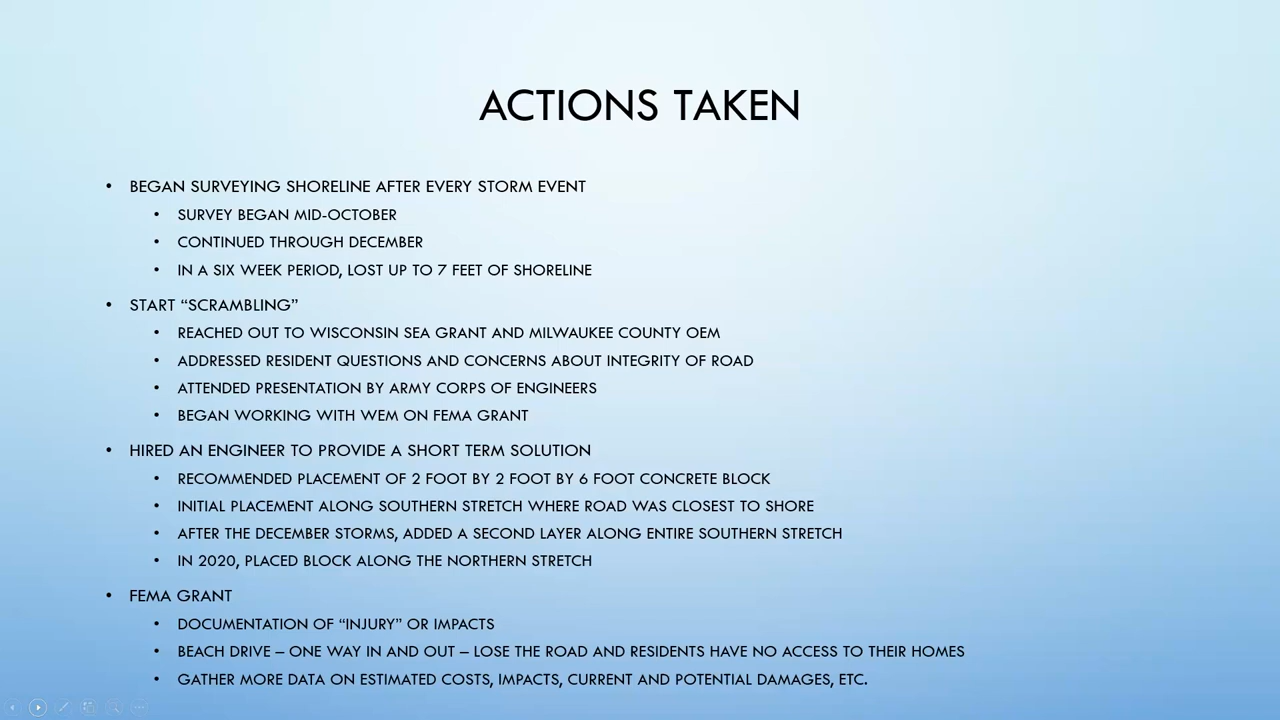 ACTIONS TAKEN
• BEGAN SURVEYING SHORELINE AFTER EVERY STORM EVENT
• SURVEY BEGAN MID-OCTOBER
• CONTINUED THROUGH DECEMBER
• IN A SIX WEEK PERIOD, LOST UP TO 7 FEET OF SHORELINE
• START “SCRAMBLING”
• REACHED OUT TO WISCONSIN SEA GRANT AND MILWAUKEE COUNTY OEM
• ADDRESSED RESIDENT QUESTIONS AND CONCERNS ABOUT INTEGRITY OF ROAD
• ATTENDED PRESENTATION BY ARMY CORPS OF ENGINEERS
• BEGAN WORKING WITH WEM ON FEMA GRANT
• HIRED AN ENGINEER TO PROVIDE A SHORT TERM SOLUTION
• RECOMMENDED PLACEMENT OF 2 FOOT BY 2 FOOT BY 6 FOOT CONCRETE BLOCK
• INITIAL PLACEMENT ALONG SOUTHERN STRETCH WHERE ROAD WAS CLOSEST TO SHORE
• AFTER THE DECEMBER STORMS, ADDED A SECOND LAYER ALONG ENTIRE SOUTHERN STRETCH
• IN 2020, PLACED BLOCK ALONG THE NORTHERN STRETCH
• FEMA GRANT
• DOCUMENTATION OF “INJURY” OR IMPACTS
• BEACH DRIVE – ONE WAY IN AND OUT – LOSE THE ROAD AND RESIDENTS HAVE NO ACCESS TO THEIR HOMES
• GATHER MORE DATA ON ESTIMATED COSTS, IMPACTS, CURRENT AND POTENTIAL DAMAGES, ETC.